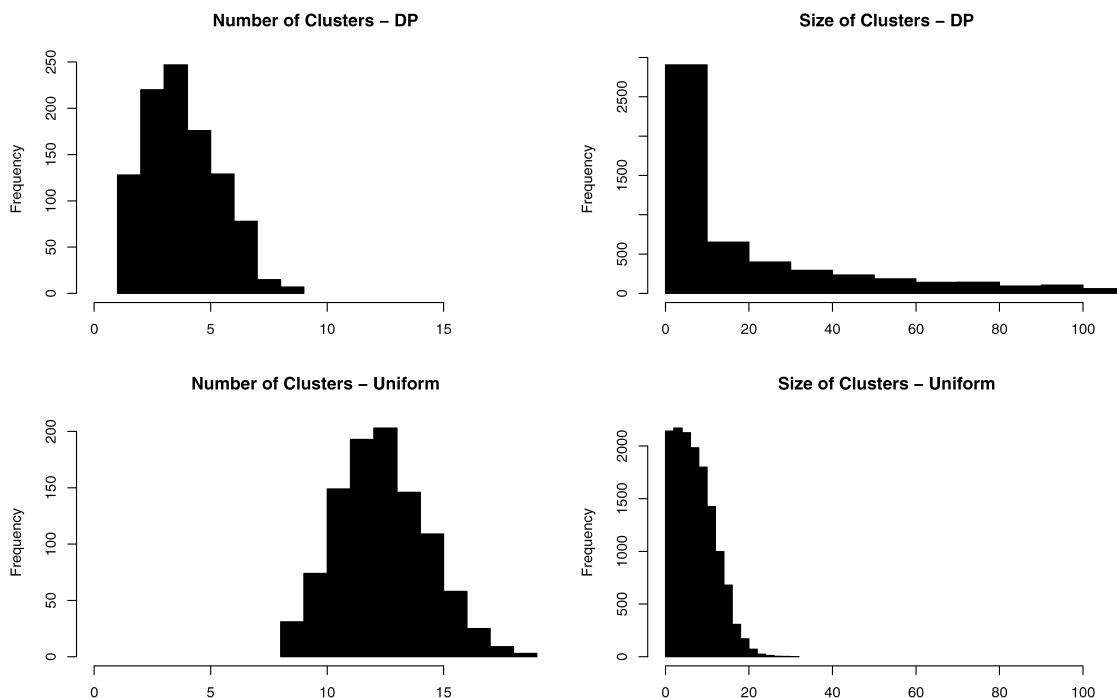 Number of Clusters – DP
Frequency
250
200
150
100
50
0
0 5 10 15
Size of Clusters – DP
Frequency
2500
1500
500
0
0 20 40 60 80 100
Number of Clusters – Uniform
Frequency
200
150
100
50
0
0 5 10 15
Size of Clusters – Uniform
Frequency
2000
1500
1000
500
0
0 20 40 60 80 100